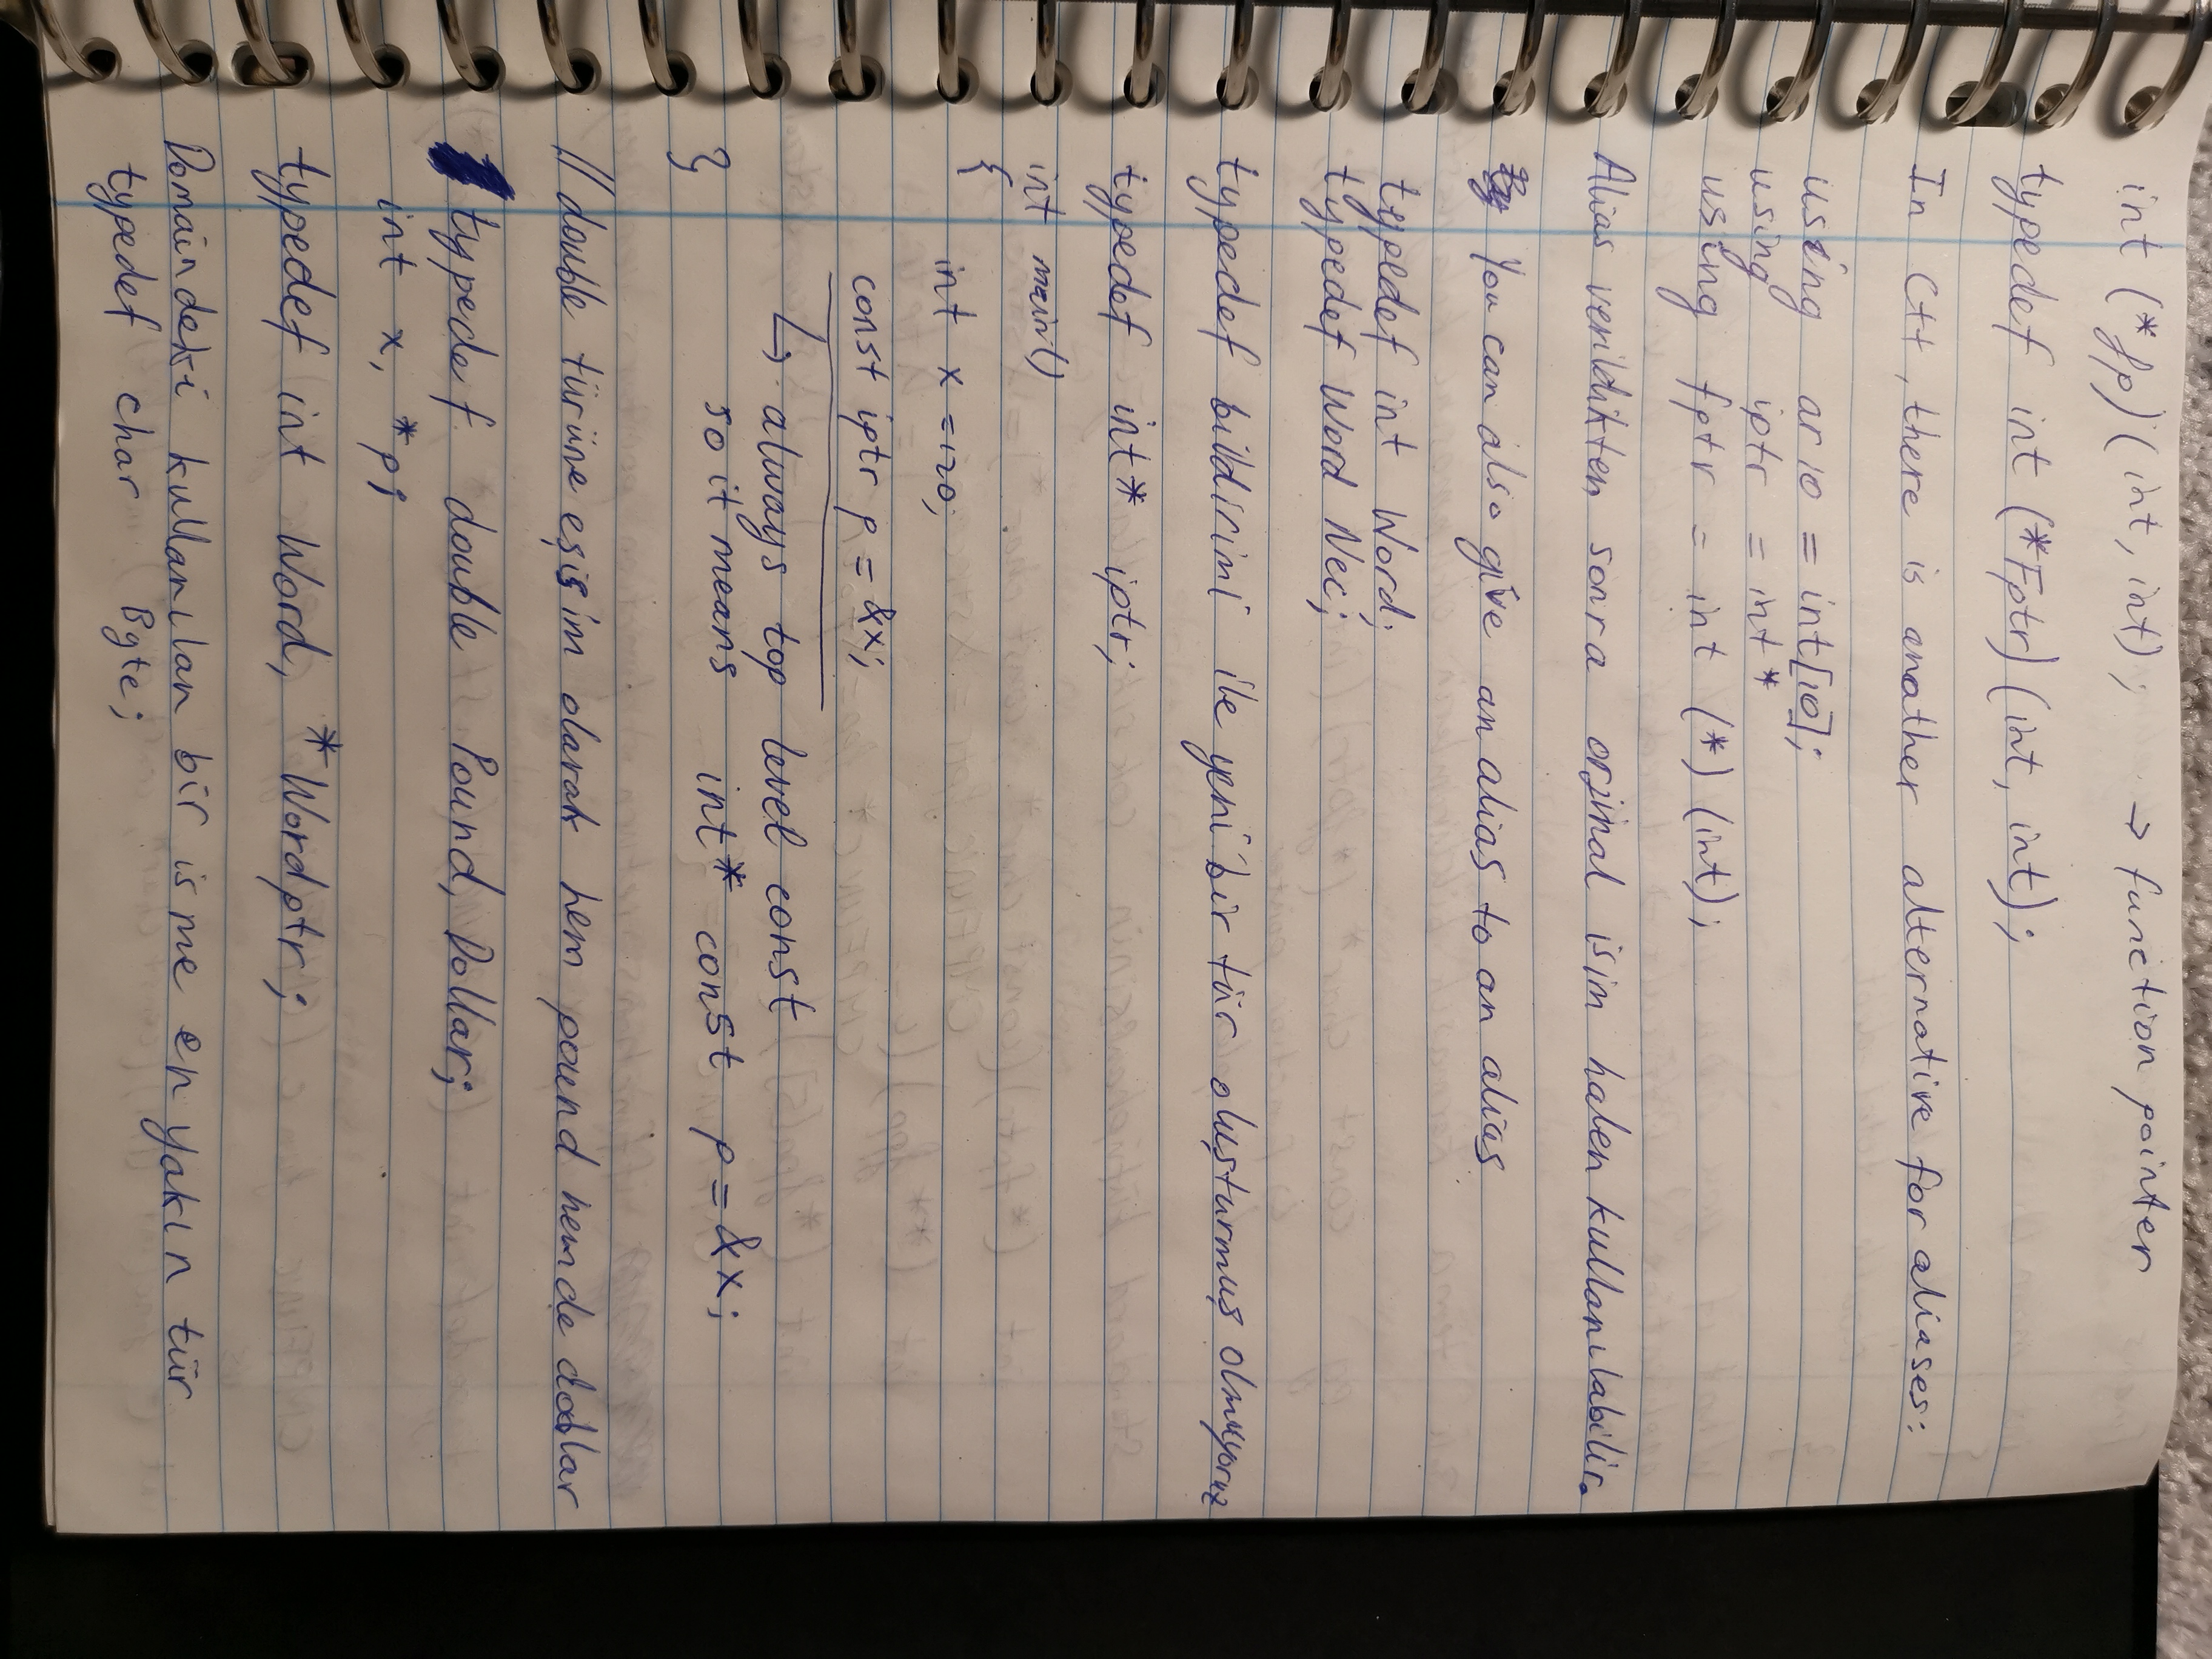 int (*fp)(int, int); → function pointer
typedef int (*Fptr)(int, int);
In C++, there is another alternative for aliases:
using ar10 = int[10];
using iptr = int*
using fptr = int (*) (int);
Alias verildikten sonra orjinal isim halen kullanılabilir.
You can also give an alias to an alias
typedef int Word;
typedef Word Nec;
typedef bildirimi ile yeni bir tür oluşturmuş olmuyoruz
typedef int* iptr;
int main()
{
int x = 120;
const iptr p = &x;
↳ always top level const
so it means int* const p = &x;
}
// double türüne eşisim olarak hem pound hem de dollar
typedef double Pound, Dollar;
int x, *p;
typedef int Word, *Wordptr;
Domaindeki kullanılan bir isme en yakın tür
typedef char Byte;